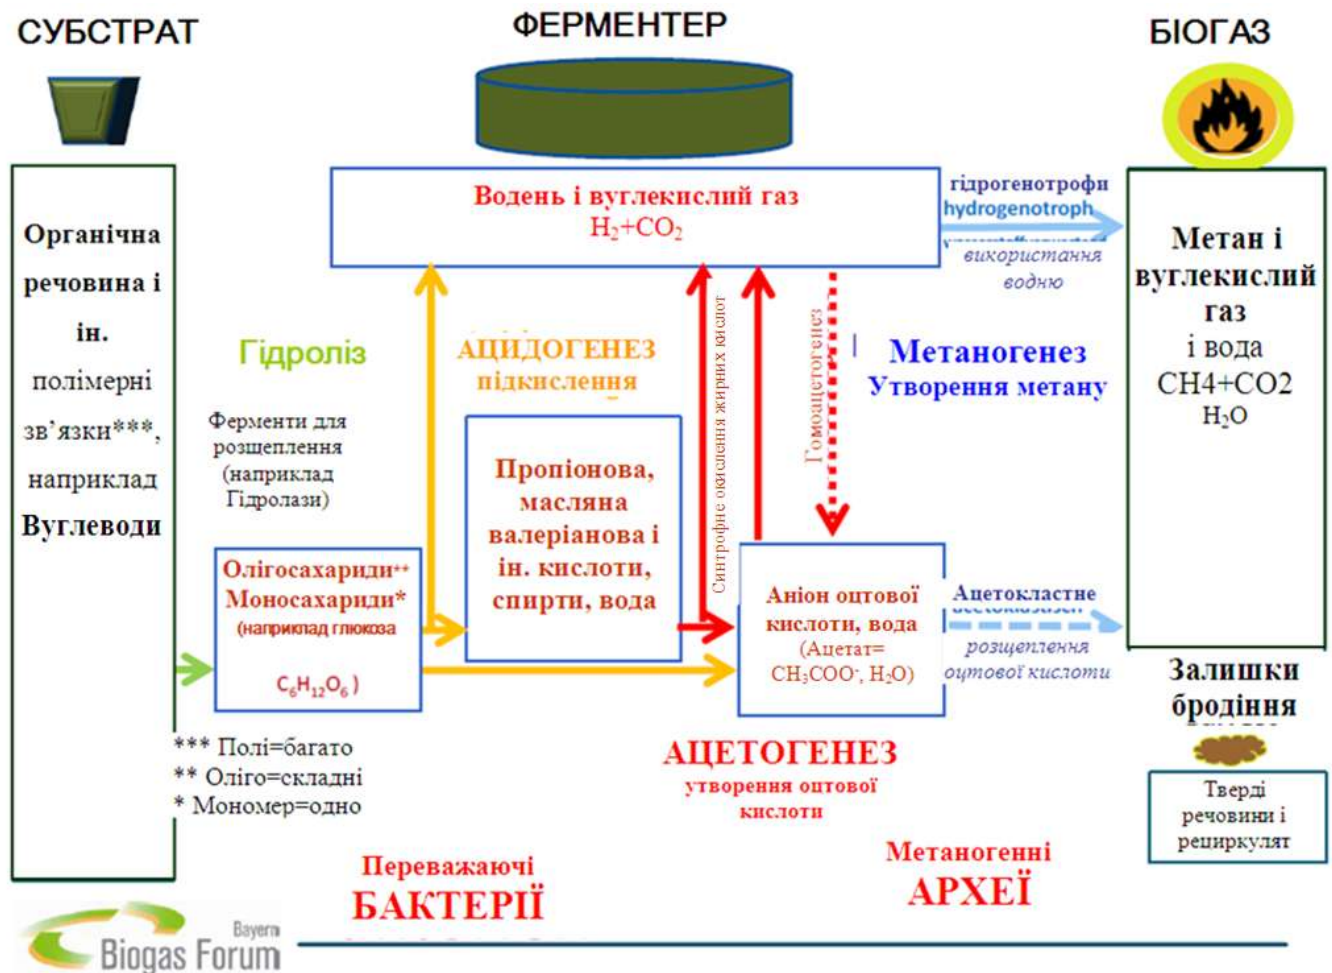 СУБСТРАТ
ФЕРМЕНТЕР
БІОГАЗ
Органічна
речовина і
ін.
полімерні
зв’язки***,
наприклад
Вуглеводи
Водень і вуглекислий газ
H₂+CO₂
гідрогенотрофи
hydrogenotroph
використання
водню
Метан і
вуглекислий
газ
і вода
CH4+CO2
H₂O
Гідроліз
Ферменти для
розщеплення
(наприклад
Гідролази)
АЦИДОГЕНЕЗ
підкислення
Синтрофне окислення жирних кислот
Гомоацетогенез
Метаногенез
Утворення метану
Пропіонова,
масляна
валеріанова і
ін. кислоти,
спирти, вода
Олігосахариди**
Моносахариди*
(наприклад глюкоза
C₆H₁₂O₆ )
Аніон оцтової
кислоти, вода
(Ацетат=
CH₃COO⁻, H₂O)
Ацетокластне
розщеплення
оцтової кислоти
Залишки
бродіння
Тверді
речовини і
рециркулят
*** Полі=багато
** Оліго=складні
* Мономер=одно
АЦЕТОГЕНЕЗ
утворення оцтової
кислоти
Переважаючі
БАКТЕРІЇ
Метаногенні
АРХЕЇ
Bayern
Biogas Forum